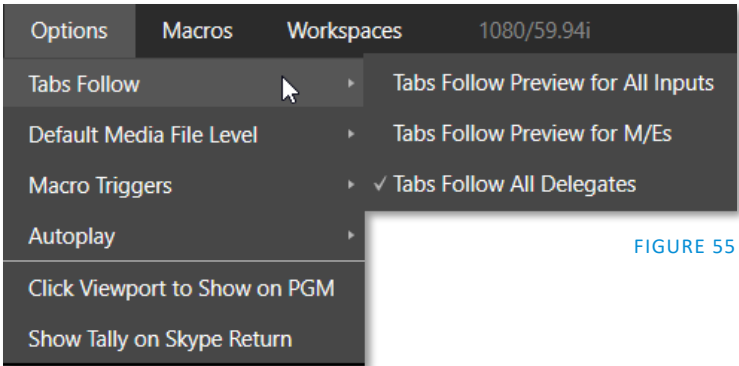 Options Macros Workspaces 1080/59.94i
Tabs Follow
Default Media File Level
Macro Triggers
Autoplay
Click Viewport to Show on PGM
Show Tally on Skype Return
Tabs Follow Preview for All Inputs
Tabs Follow Preview for M/Es
✓ Tabs Follow All Delegates
FIGURE 55